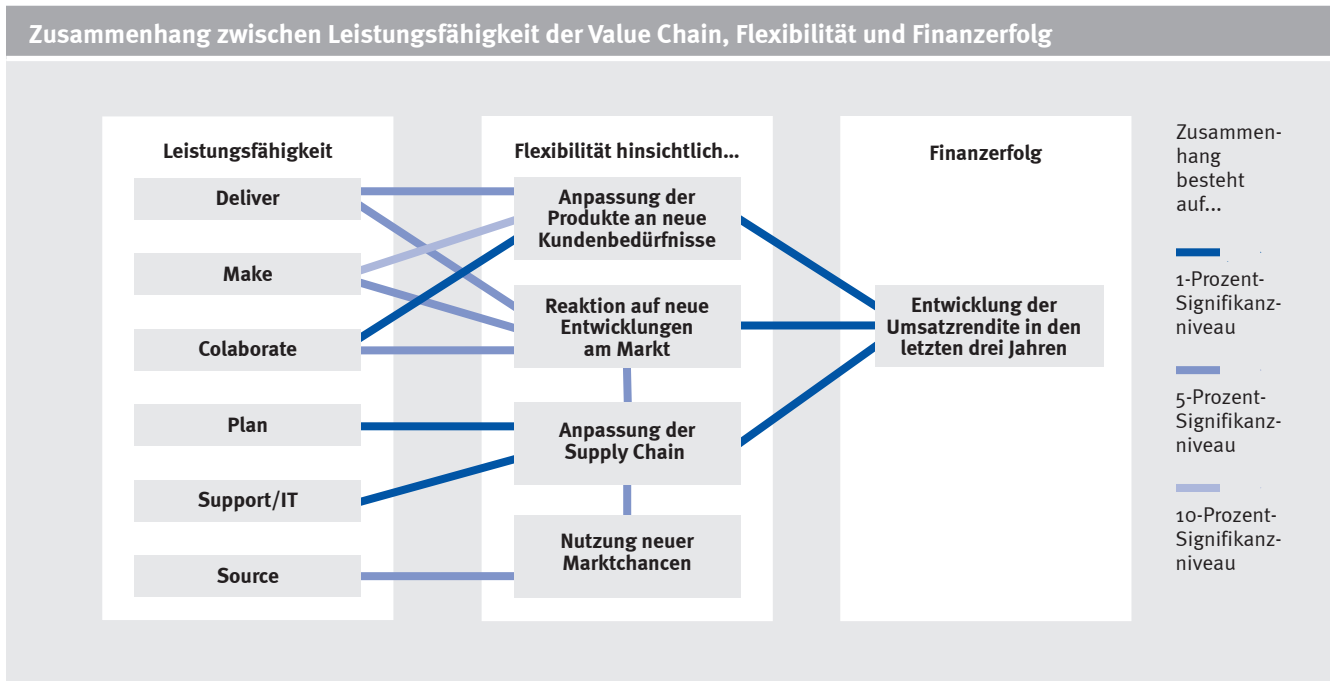 Zusammenhang zwischen Leistungsfähigkeit der Value Chain, Flexibilität und Finanzerfolg
Leistungsfähigkeit
Deliver
Make
Colaborate
Plan
Support/IT
Source
Flexibilität hinsichtlich...
Anpassung der
Produkte an neue
Kundenbedürfnisse
Reaktion auf neue
Entwicklungen
am Markt
Anpassung der
Supply Chain
Nutzung neuer
Marktchancen
Finanzerfolg
Entwicklung der
Umsatzrendite in den
letzten drei Jahren
Zusammen-
hang
besteht
auf...
1-Prozent-
Signifikanz-
niveau
5-Prozent-
Signifikanz-
niveau
10-Prozent-
Signifikanz-
niveau